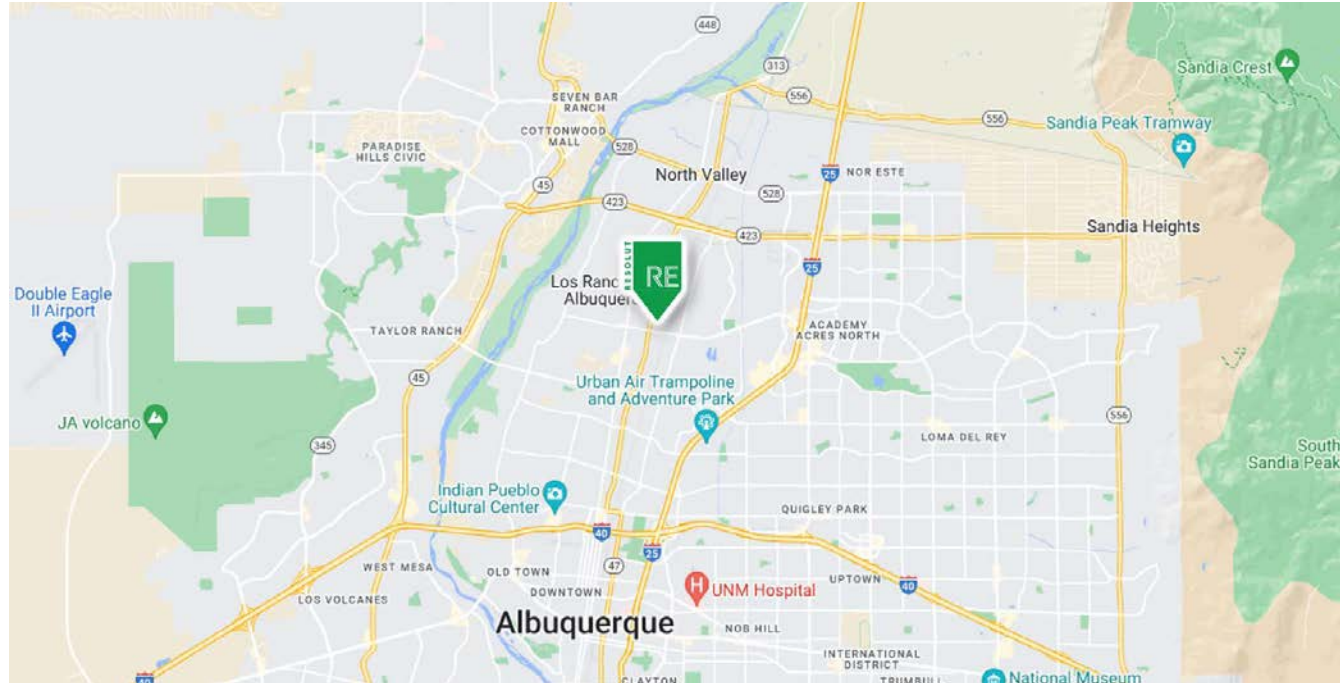 448
313
Sandia Crest
556
SEVEN BAR
RANCH
556
Sandia Peak Tramway
COTTONWOOD
MALL
PARADISE
HILLS CIVIC
528
North Valley
25
NOR ESTE
45
528
423
423
Sandia Heights
RESOLUT
RE
25
Los Ranc
Albuquer
Double Eagle
II Airport
TAYLOR RANCH
ACADEMY
ACRES NORTH
45
Urban Air Trampoline
and Adventure Park
JA volcano
556
345
LOMA DEL REY
South
Sandia Peak
Indian Pueblo
Cultural Center
QUIGLEY PARK
40
25
WEST MESA
OLD TOWN
47
UPTOWN
40
LOS VOLCANES
DOWNTOWN
UNM Hospital
Albuquerque
NOB HILL
INTERNATIONAL
DISTRICT
40
CLAYTON
TRUMBULL
National Museum